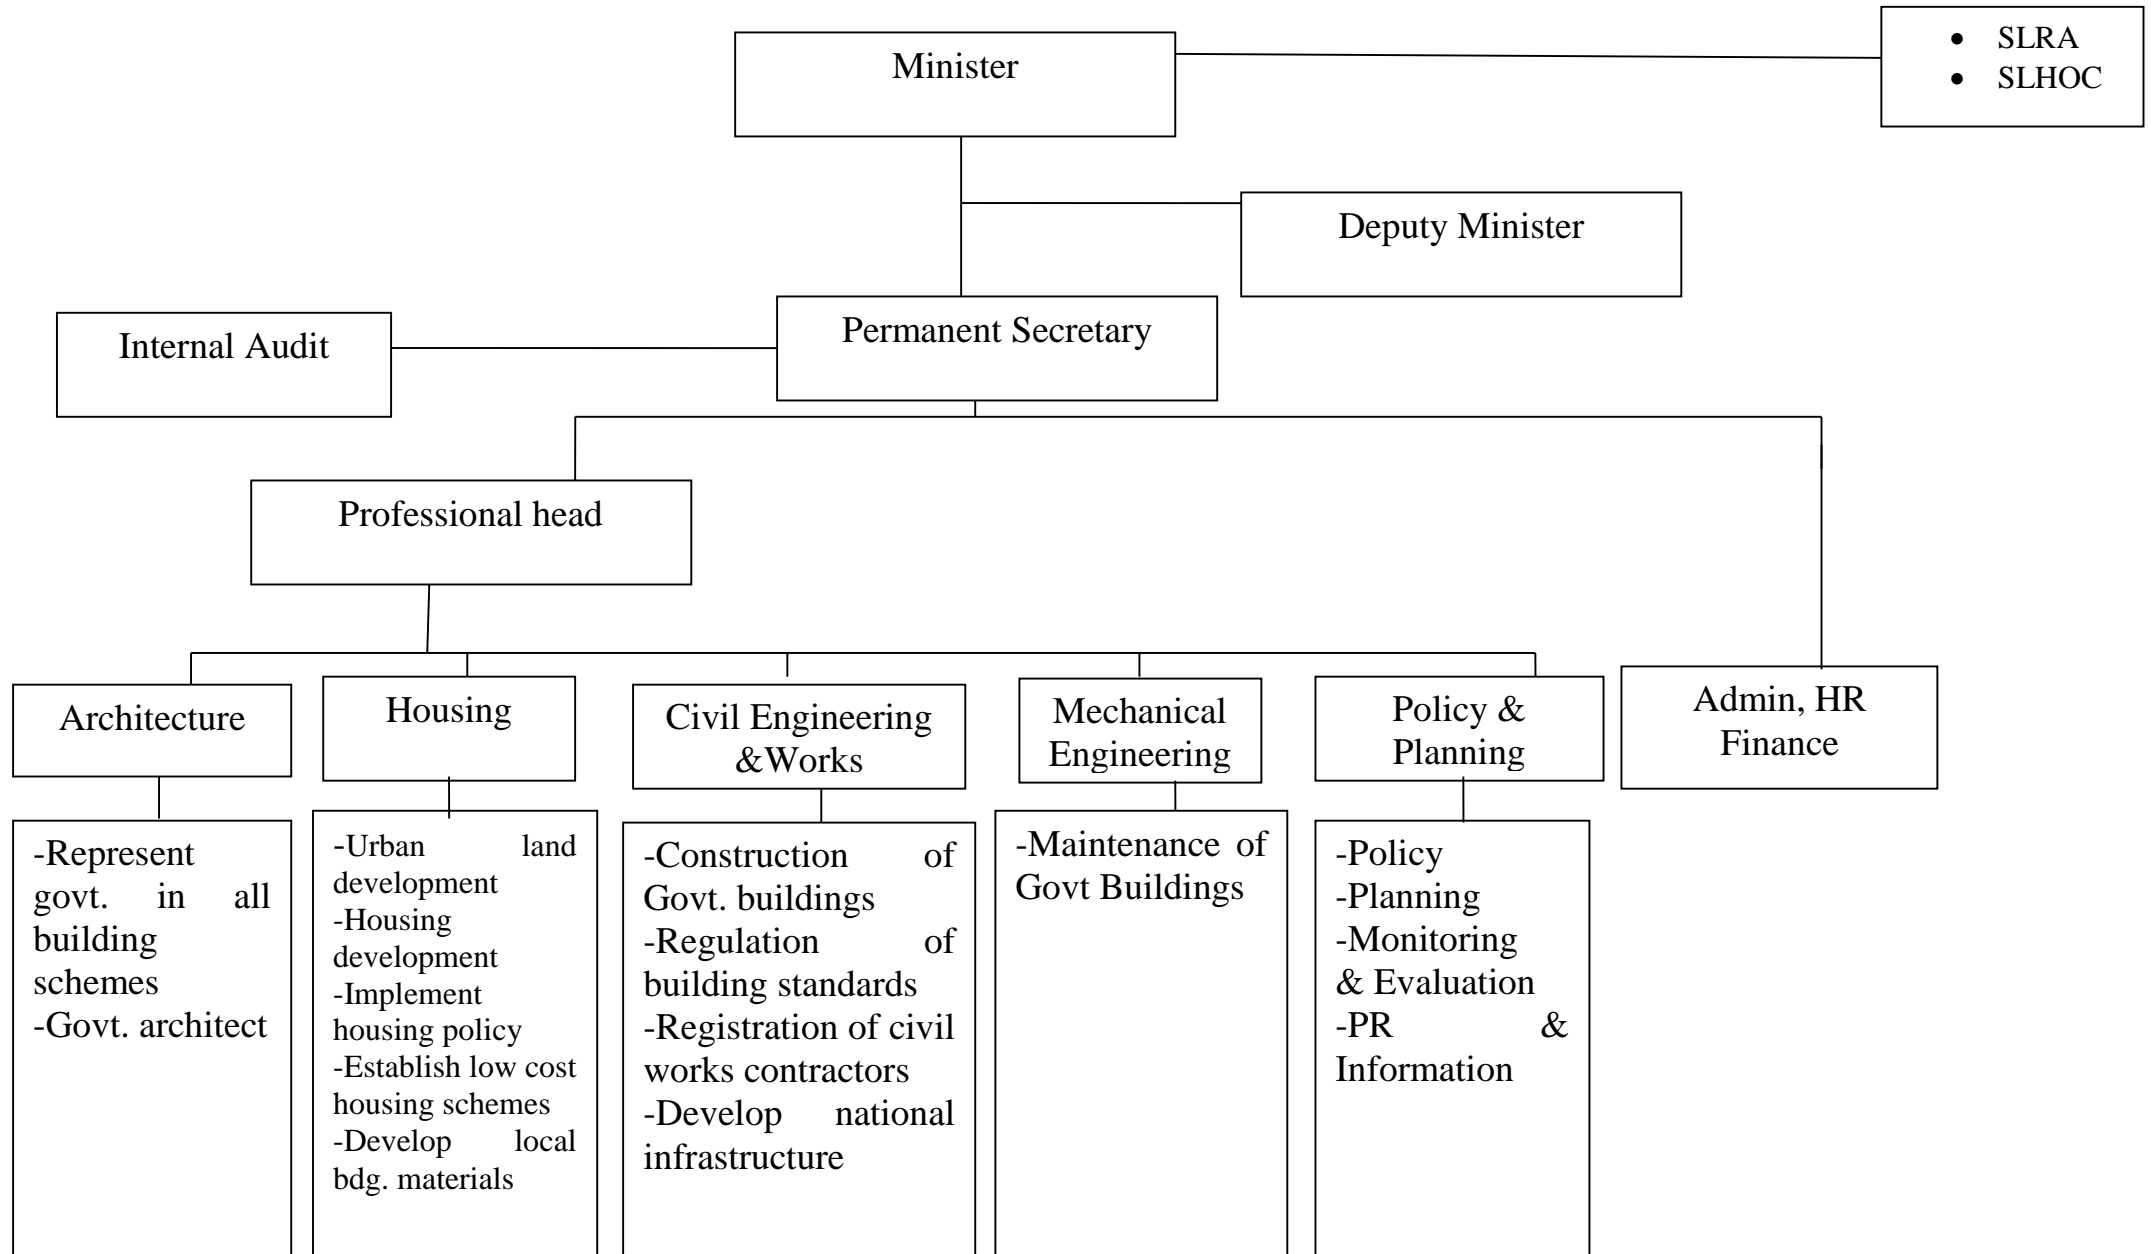 • SLRA
• SLHOC
Minister
Deputy Minister
Permanent Secretary
Internal Audit
Professional head
Architecture
Housing
Civil Engineering
&Works
Mechanical
Engineering
Policy &
Planning
Admin, HR
Finance
-Represent
govt. in all
building
schemes
-Govt. architect
-Urban land
development
-Housing
development
-Implement
housing policy
-Establish low cost
housing schemes
-Develop local
bdg. materials
-Construction of
Govt. buildings
-Regulation of
building standards
-Registration of civil
works contractors
-Develop national
infrastructure
-Maintenance of
Govt Buildings
-Policy
-Planning
-Monitoring
& Evaluation
-PR &
Information